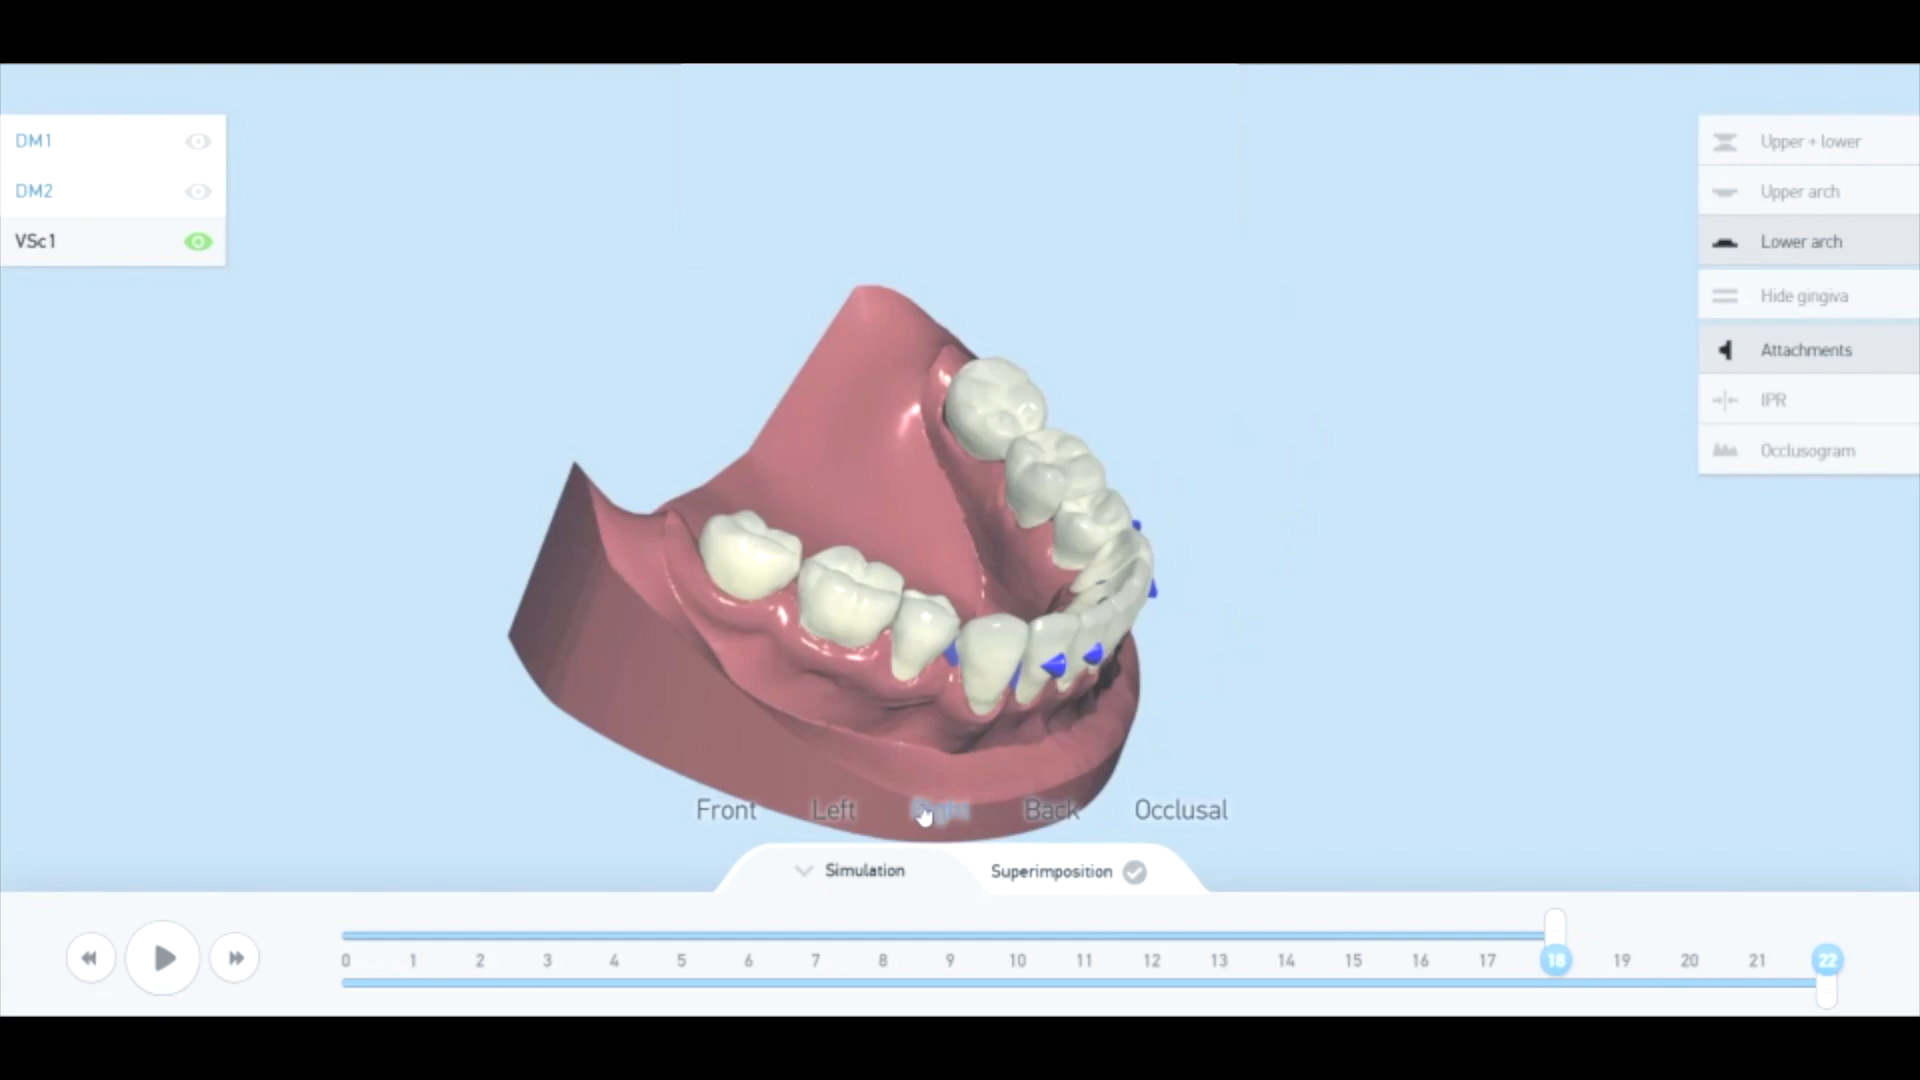 DM1
DM2
VSc1
Upper + lower
Upper arch
Lower arch
Hide gingiva
Attachments
IPR
Occlusogram
Front Left Right Back Occlusal
Simulation Superimposition
0 1 2 3 4 5 6 7 8 9 10 11 12 13 14 15 16 17 18 19 20 21 22